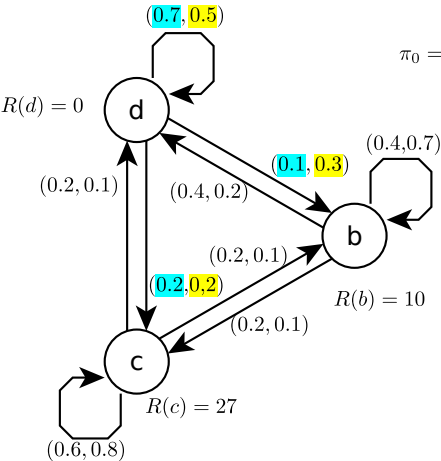 (0.7, 0.5)
π₀ =
d
R(d) = 0
(0.1, 0.3)
(0.4,0.7)
(0.2, 0.1)
(0.4, 0.2)
b
(0.2, 0.1)
(0.2,0,2)
R(b) = 10
(0.2, 0.1)
c
R(c) = 27
(0.6, 0.8)